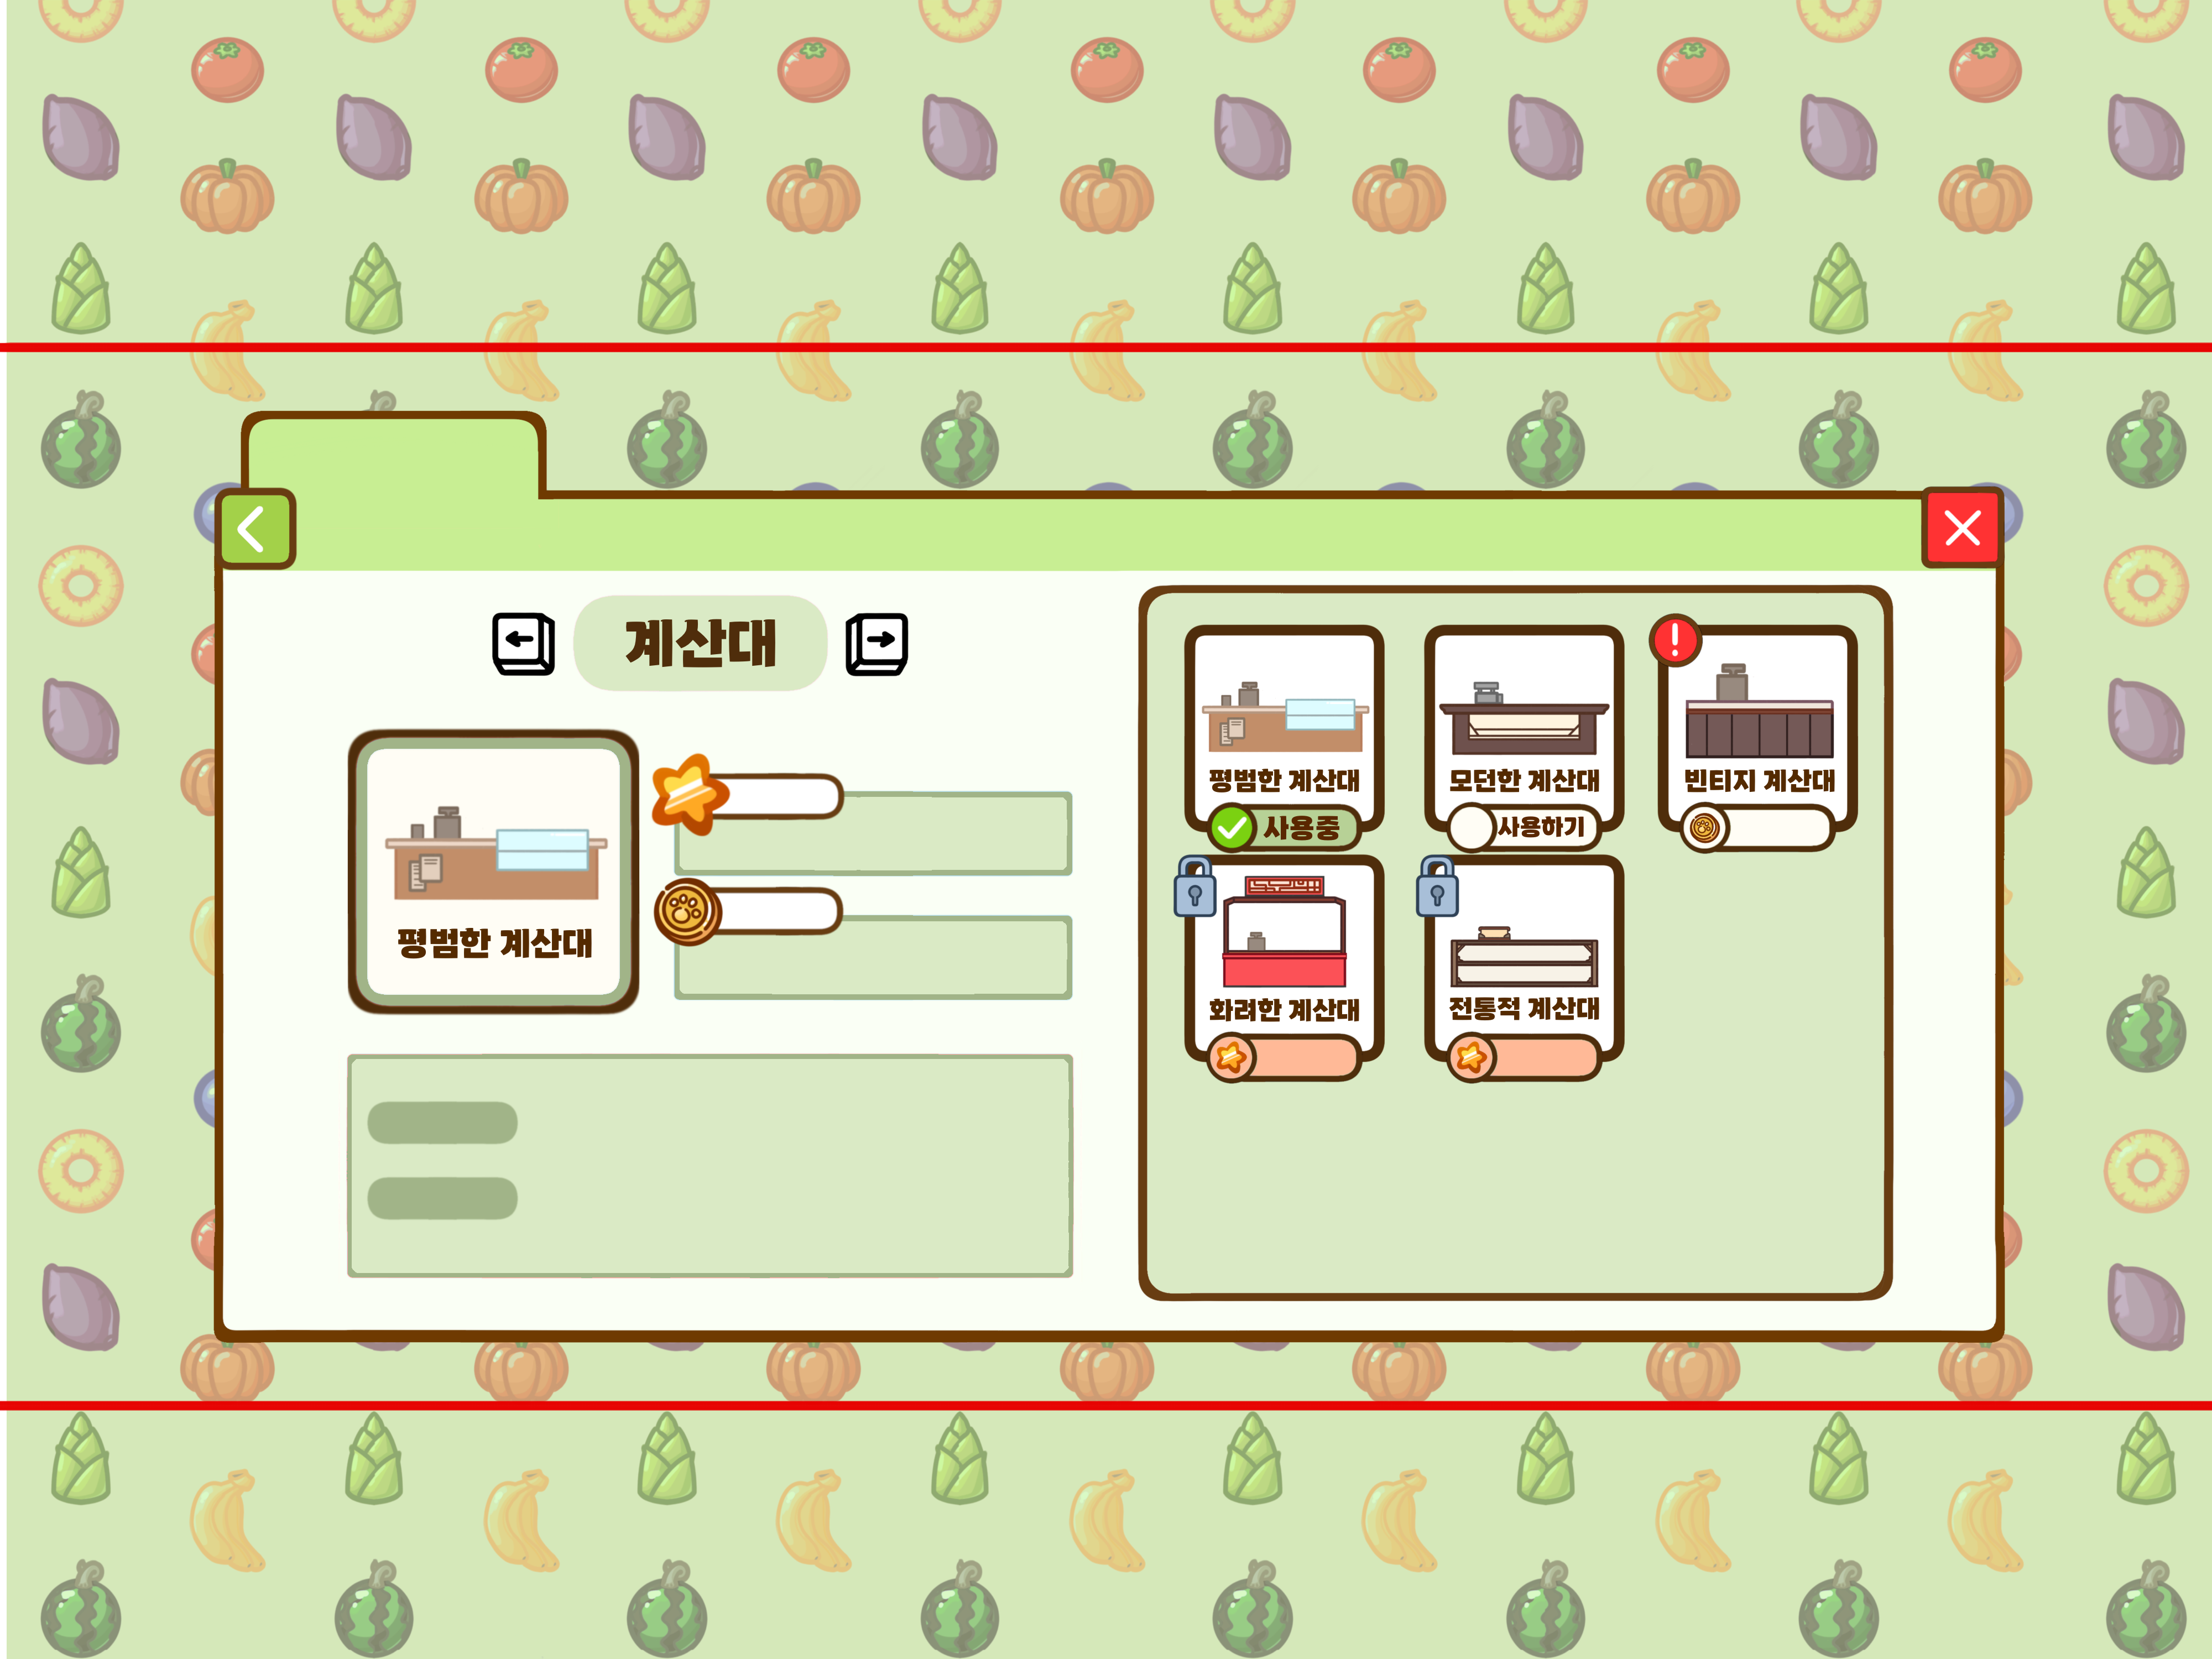 계산대
평범한 계산대
평범한 계산대
사용중
모던한 계산대
사용하기
빈티지 계산대
화려한 계산대
전통적 계산대